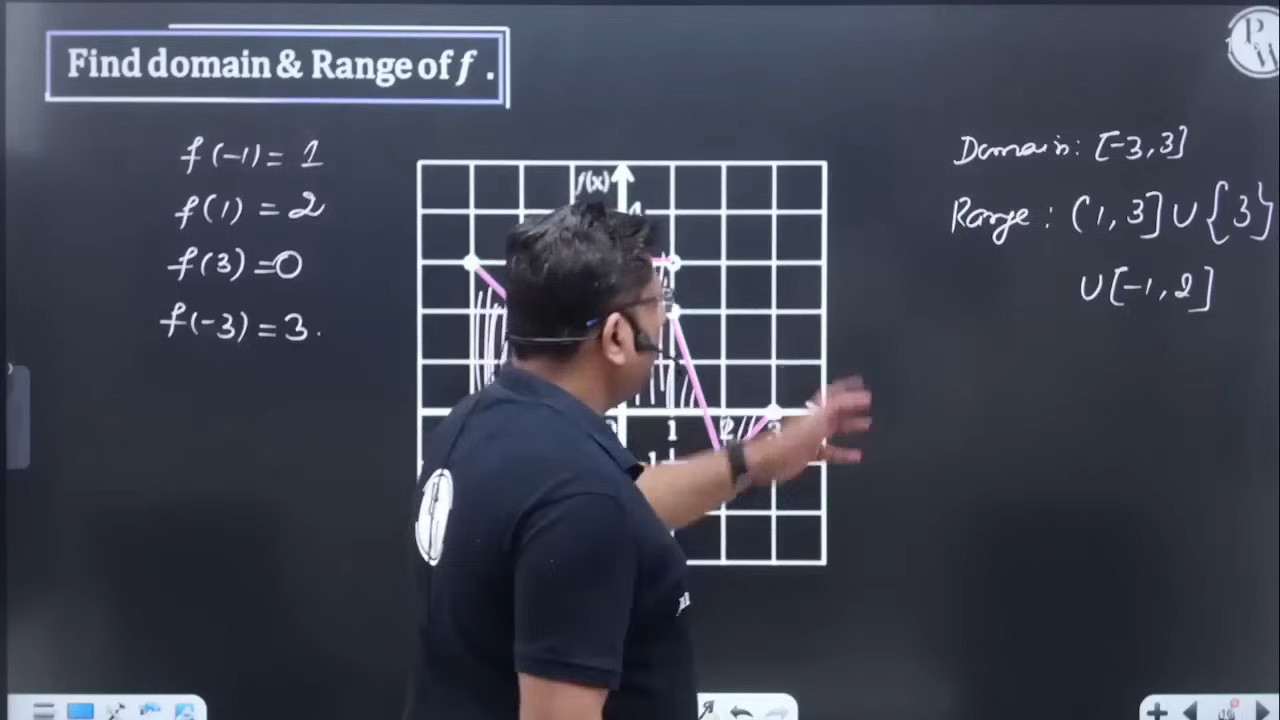 Find domain & Range of f .
PW
f(-1) = 1
f(1) = 2
f(3) = 0
f(-3) = 3.
f(x)
1 2 3
Domain: [-3,3]
Range: (1,3] ∪ {3}
∪ [-1,2]